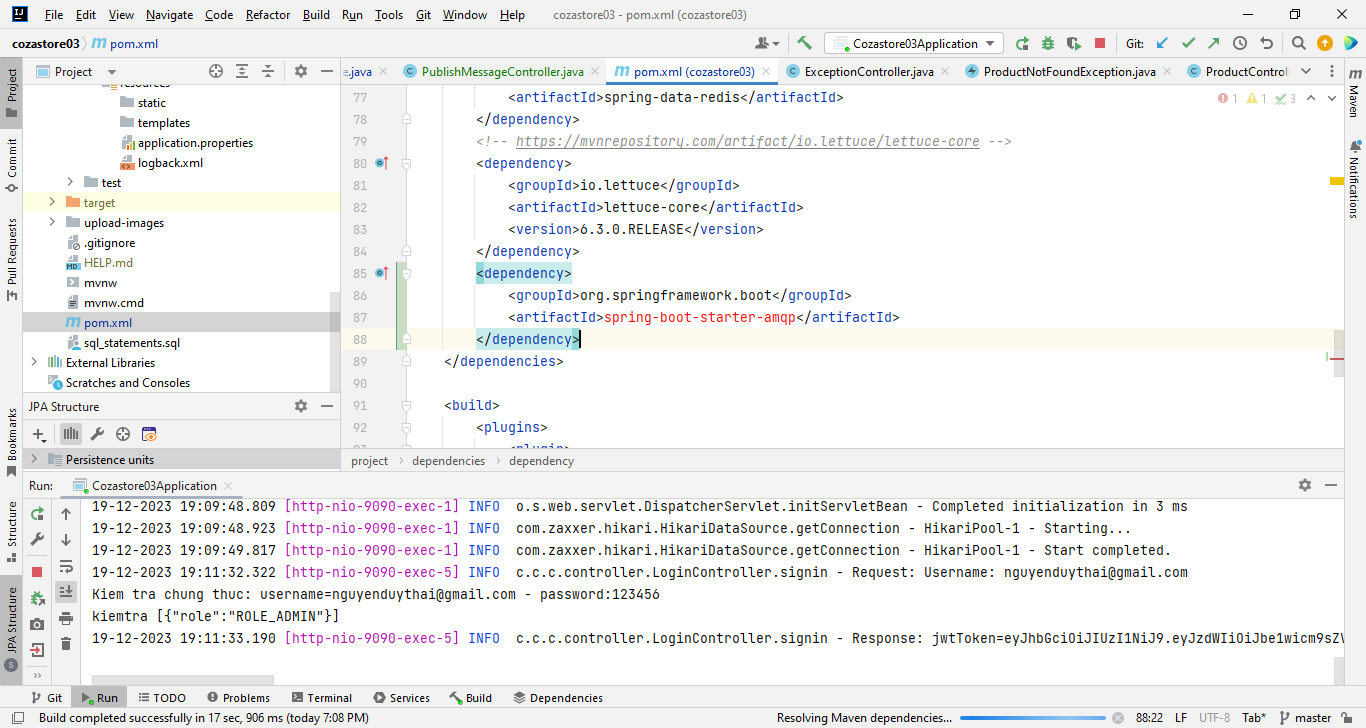 File Edit View Navigate Code Refactor Build Run Tools Git Window Help cozastore03 - pom.xml (cozastore03)
cozastore03 pom.xml Cozastore03Application Git:
Project e.java PublishMessageController.java pom.xml (cozastore03) ExceptionController.java ProductNotFoundException.java ProductControl
resources
static
templates
application.properties
logback.xml
test
target
upload-images
.gitignore
HELP.md
mvnw
mvnw.cmd
pom.xml
sql_statements.sql
External Libraries
Scratches and Consoles
JPA Structure
Persistence units
Project
Commit
Pull Requests
Bookmarks
Structure
JPA Structure
Maven
Notifications
1 1 3
77 <artifactId>spring-data-redis</artifactId>
78 </dependency>
79 <!-- https://mvnrepository.com/artifact/io.lettuce/lettuce-core -->
80 <dependency>
81 <groupId>io.lettuce</groupId>
82 <artifactId>lettuce-core</artifactId>
83 <version>6.3.0.RELEASE</version>
84 </dependency>
85 <dependency>
86 <groupId>org.springframework.boot</groupId>
87 <artifactId>spring-boot-starter-amqp</artifactId>
88 </dependency>
89 </dependencies>
90
91 <build>
92 <plugins>
93 <plugin>
project dependencies dependency
Run: Cozastore03Application
19-12-2023 19:09:48.809 [http-nio-9090-exec-1] INFO o.s.web.servlet.DispatcherServlet.initServletBean - Completed initialization in 3 ms
19-12-2023 19:09:48.923 [http-nio-9090-exec-1] INFO com.zaxxer.hikari.HikariDataSource.getConnection - HikariPool-1 - Starting...
19-12-2023 19:09:49.817 [http-nio-9090-exec-1] INFO com.zaxxer.hikari.HikariDataSource.getConnection - HikariPool-1 - Start completed.
19-12-2023 19:11:32.322 [http-nio-9090-exec-5] INFO c.c.c.controller.LoginController.signin - Request: Username: nguyenduythai@gmail.com
Kiem tra chung thuc: username=nguyenduythai@gmail.com - password:123456
kiemtra [{"role":"ROLE_ADMIN"}]
19-12-2023 19:11:33.190 [http-nio-9090-exec-5] INFO c.c.c.controller.LoginController.signin - Response: jwtToken=eyJhbGciOiJIUzI1NiJ9.eyJzdWIiOiJbe1wicm9sZV
Git Run TODO Problems Terminal Services Build Dependencies
Build completed successfully in 17 sec, 906 ms (today 7:08 PM) Resolving Maven dependencies... 88:22 LF UTF-8 Tab* master